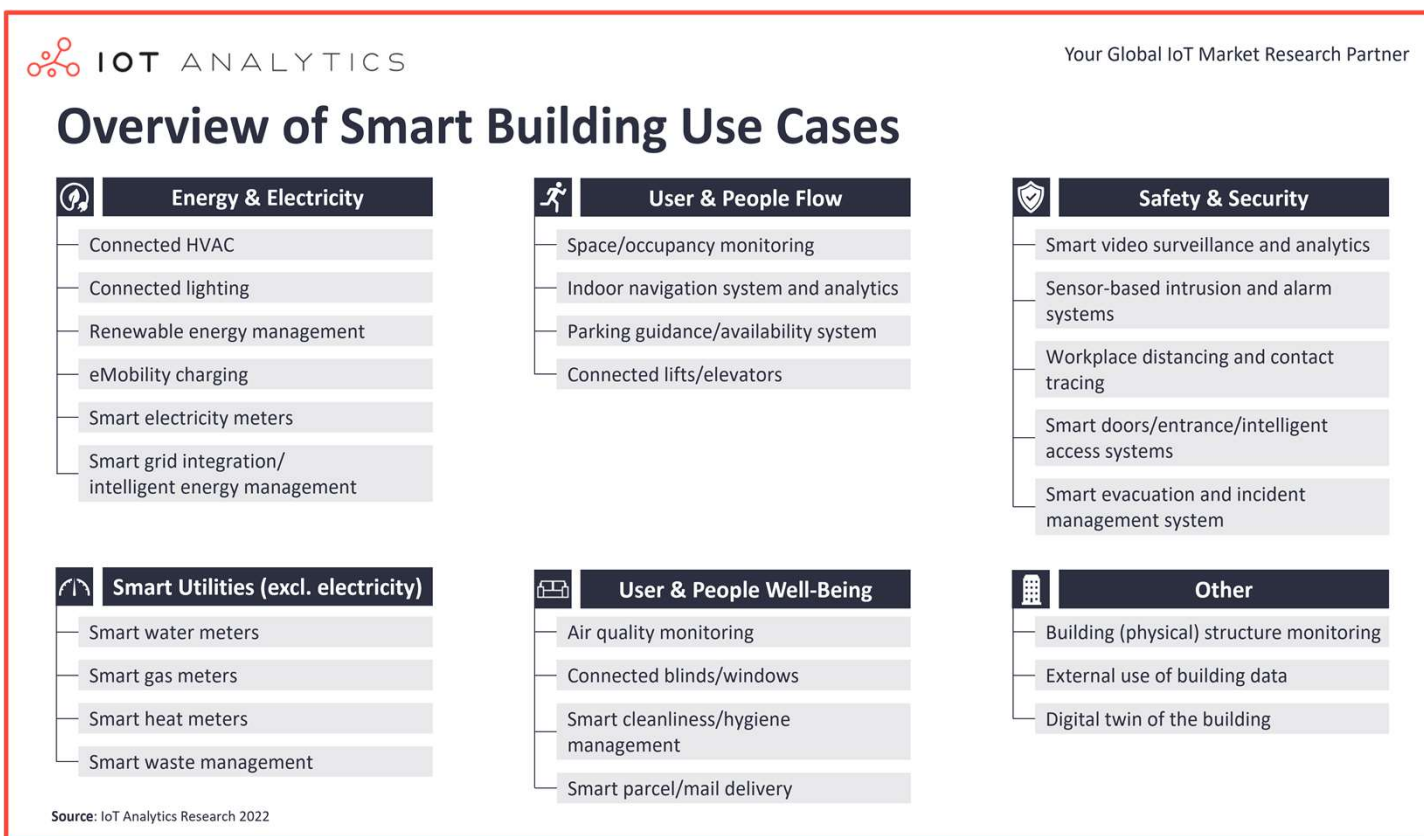 IOT ANALYTICS
Your Global IoT Market Research Partner
Overview of Smart Building Use Cases
Energy & Electricity
Connected HVAC
Connected lighting
Renewable energy management
eMobility charging
Smart electricity meters
Smart grid integration/
intelligent energy management
User & People Flow
Space/occupancy monitoring
Indoor navigation system and analytics
Parking guidance/availability system
Connected lifts/elevators
Safety & Security
Smart video surveillance and analytics
Sensor-based intrusion and alarm
systems
Workplace distancing and contact
tracing
Smart doors/entrance/intelligent
access systems
Smart evacuation and incident
management system
Smart Utilities (excl. electricity)
Smart water meters
Smart gas meters
Smart heat meters
Smart waste management
User & People Well-Being
Air quality monitoring
Connected blinds/windows
Smart cleanliness/hygiene
management
Smart parcel/mail delivery
Other
Building (physical) structure monitoring
External use of building data
Digital twin of the building
Source: IoT Analytics Research 2022